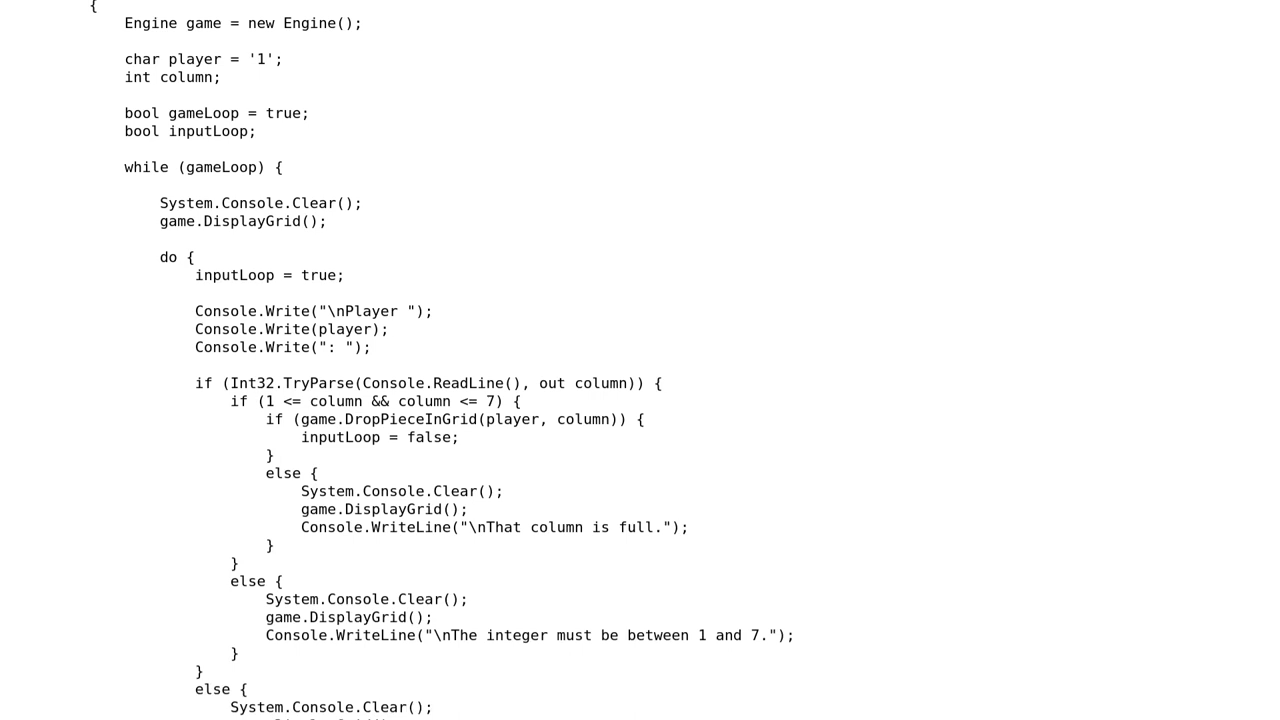 {
Engine game = new Engine();
char player = '1';
int column;
bool gameLoop = true;
bool inputLoop;
while (gameLoop) {
System.Console.Clear();
game.DisplayGrid();
do {
inputLoop = true;
Console.Write("\nPlayer ");
Console.Write(player);
Console.Write(": ");
if (Int32.TryParse(Console.ReadLine(), out column)) {
if (1 <= column && column <= 7) {
if (game.DropPieceInGrid(player, column)) {
inputLoop = false;
}
else {
System.Console.Clear();
game.DisplayGrid();
Console.WriteLine("\nThat column is full.");
}
}
else {
System.Console.Clear();
game.DisplayGrid();
Console.WriteLine("\nThe integer must be between 1 and 7.");
}
}
else {
System.Console.Clear();